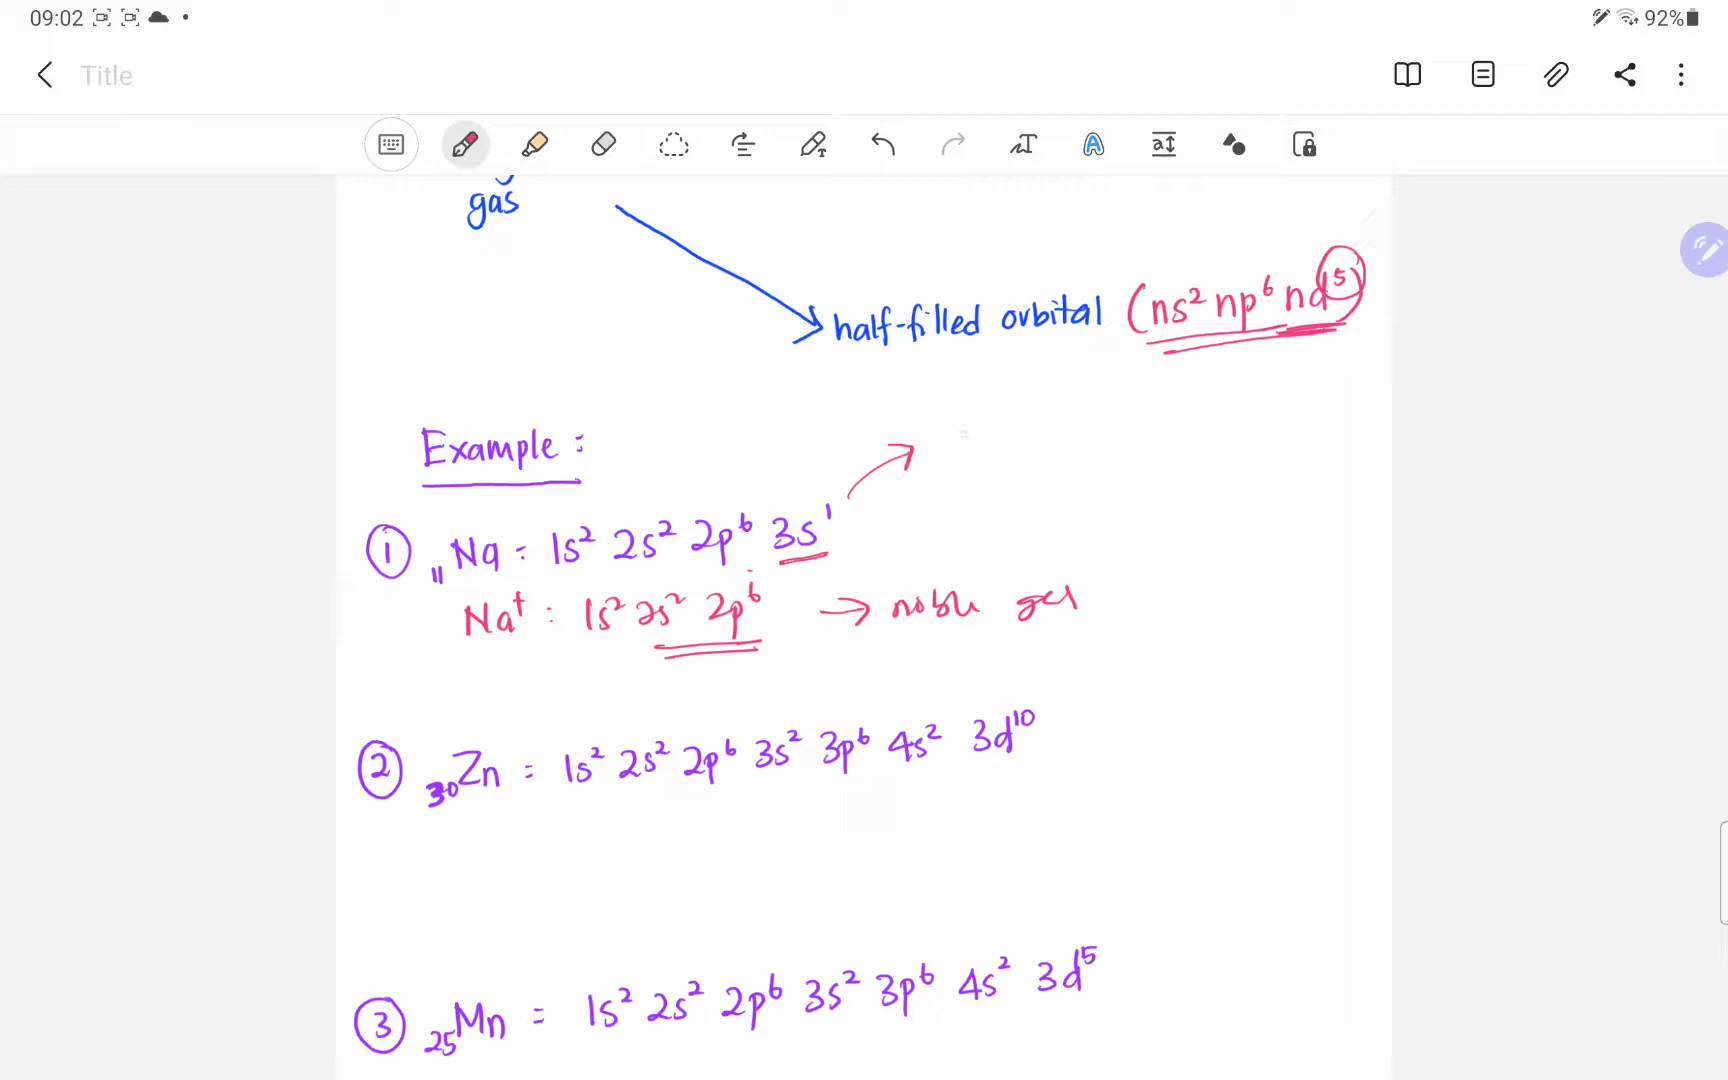 09:02 92%
Title
gas
half-filled orbital (ns² np⁶ nd⁵)
Example :
① ₁₁Na : 1s² 2s² 2p⁶ 3s¹
Na⁺ : 1s² 2s² 2p⁶ → noble gas
② ₃₀Zn = 1s² 2s² 2p⁶ 3s² 3p⁶ 4s² 3d¹⁰
③ ₂₅Mn = 1s² 2s² 2p⁶ 3s² 3p⁶ 4s² 3d⁵